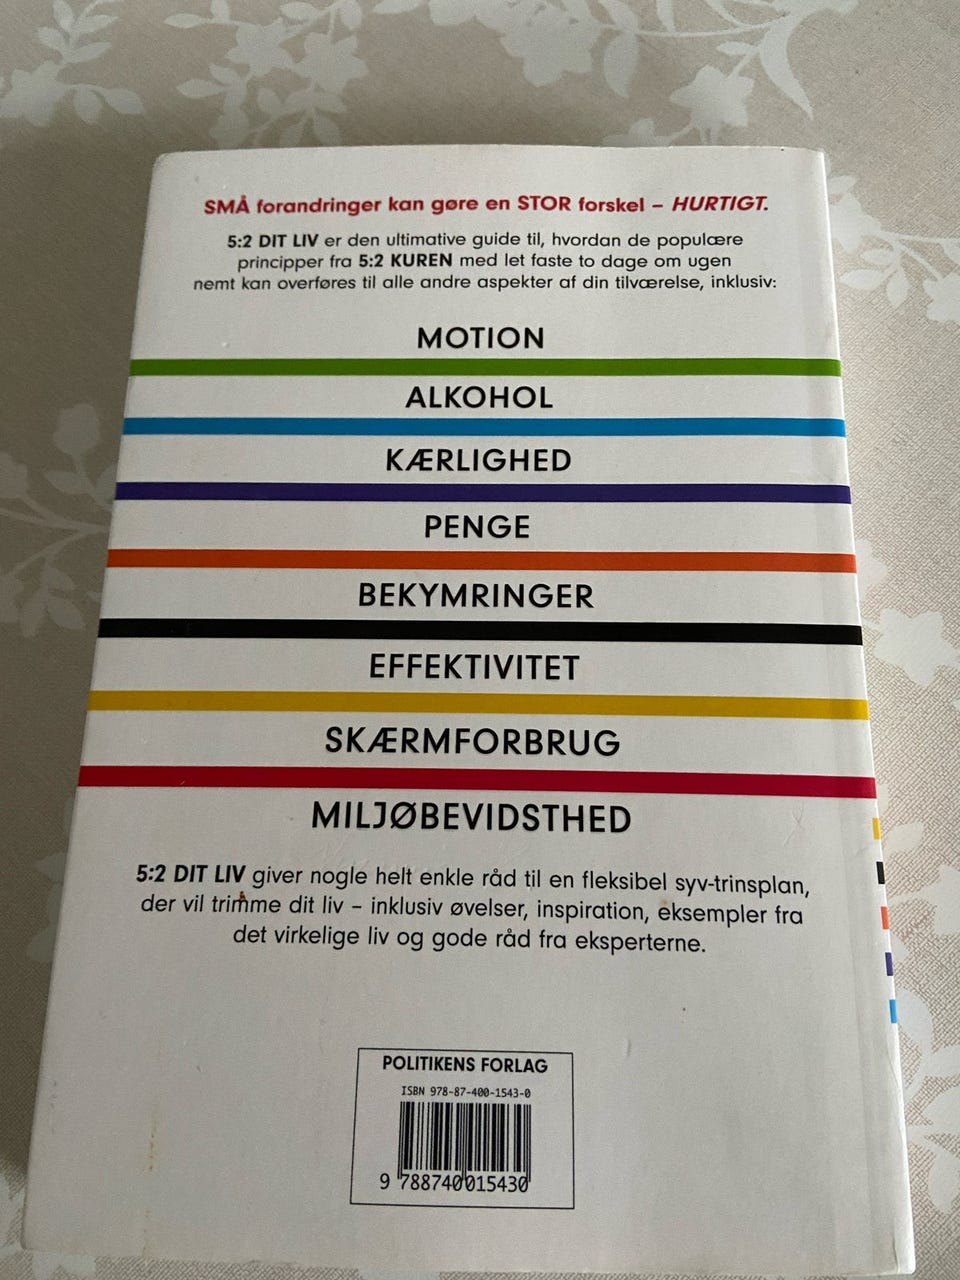 SMÅ forandringer kan gøre en STOR forskel – HURTIGT.
5:2 DIT LIV er den ultimative guide til, hvordan de populære
principper fra 5:2 KUREN med let faste to dage om ugen
nemt kan overføres til alle andre aspekter af din tilværelse, inklusiv:
MOTION
ALKOHOL
KÆRLIGHED
PENGE
BEKYMRINGER
EFFEKTIVITET
SKÆRMFORBRUG
MILJØBEVIDSTHED
5:2 DIT LIV giver nogle helt enkle råd til en fleksibel syv-trinsplan,
der vil trimme dit liv – inklusiv øvelser, inspiration, eksempler fra
det virkelige liv og gode råd fra eksperterne.
POLITIKENS FORLAG
ISBN 978-87-400-1543-0
9 788740 015430